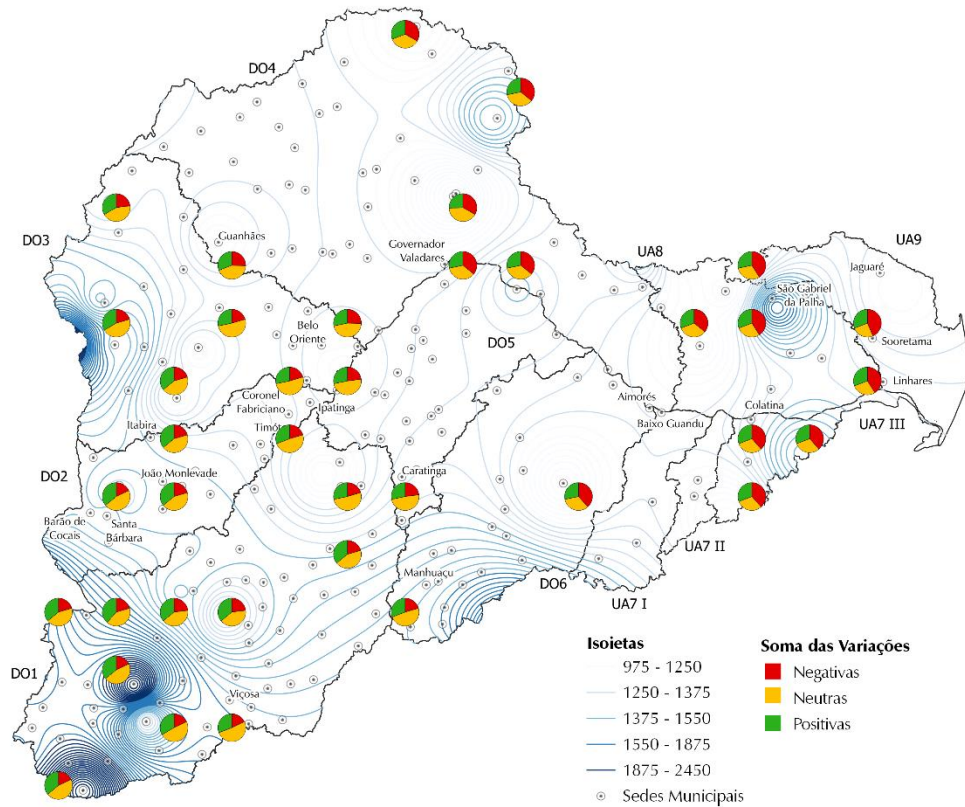 DO4
DO3
Guanhães
Governador
Valadares
UA8
UA9
Jaguaré
São Gabriel
da Palha
Sooretama
Belo
Oriente
DO5
Linhares
Coronel
Fabriciano
Ipatinga
Aimorés
Baixo Guandu
Colatina
UA7 III
Itabira
Timót
DO2
João Monlevade
Caratinga
Barão de
Cocais
Santa
Bárbara
UA7 II
Manhuaçu
DO6
UA7 I
DO1
Viçosa
Isoietas
975 - 1250
1250 - 1375
1375 - 1550
1550 - 1875
1875 - 2450
Sedes Municipais
Soma das Variações
Negativas
Neutras
Positivas